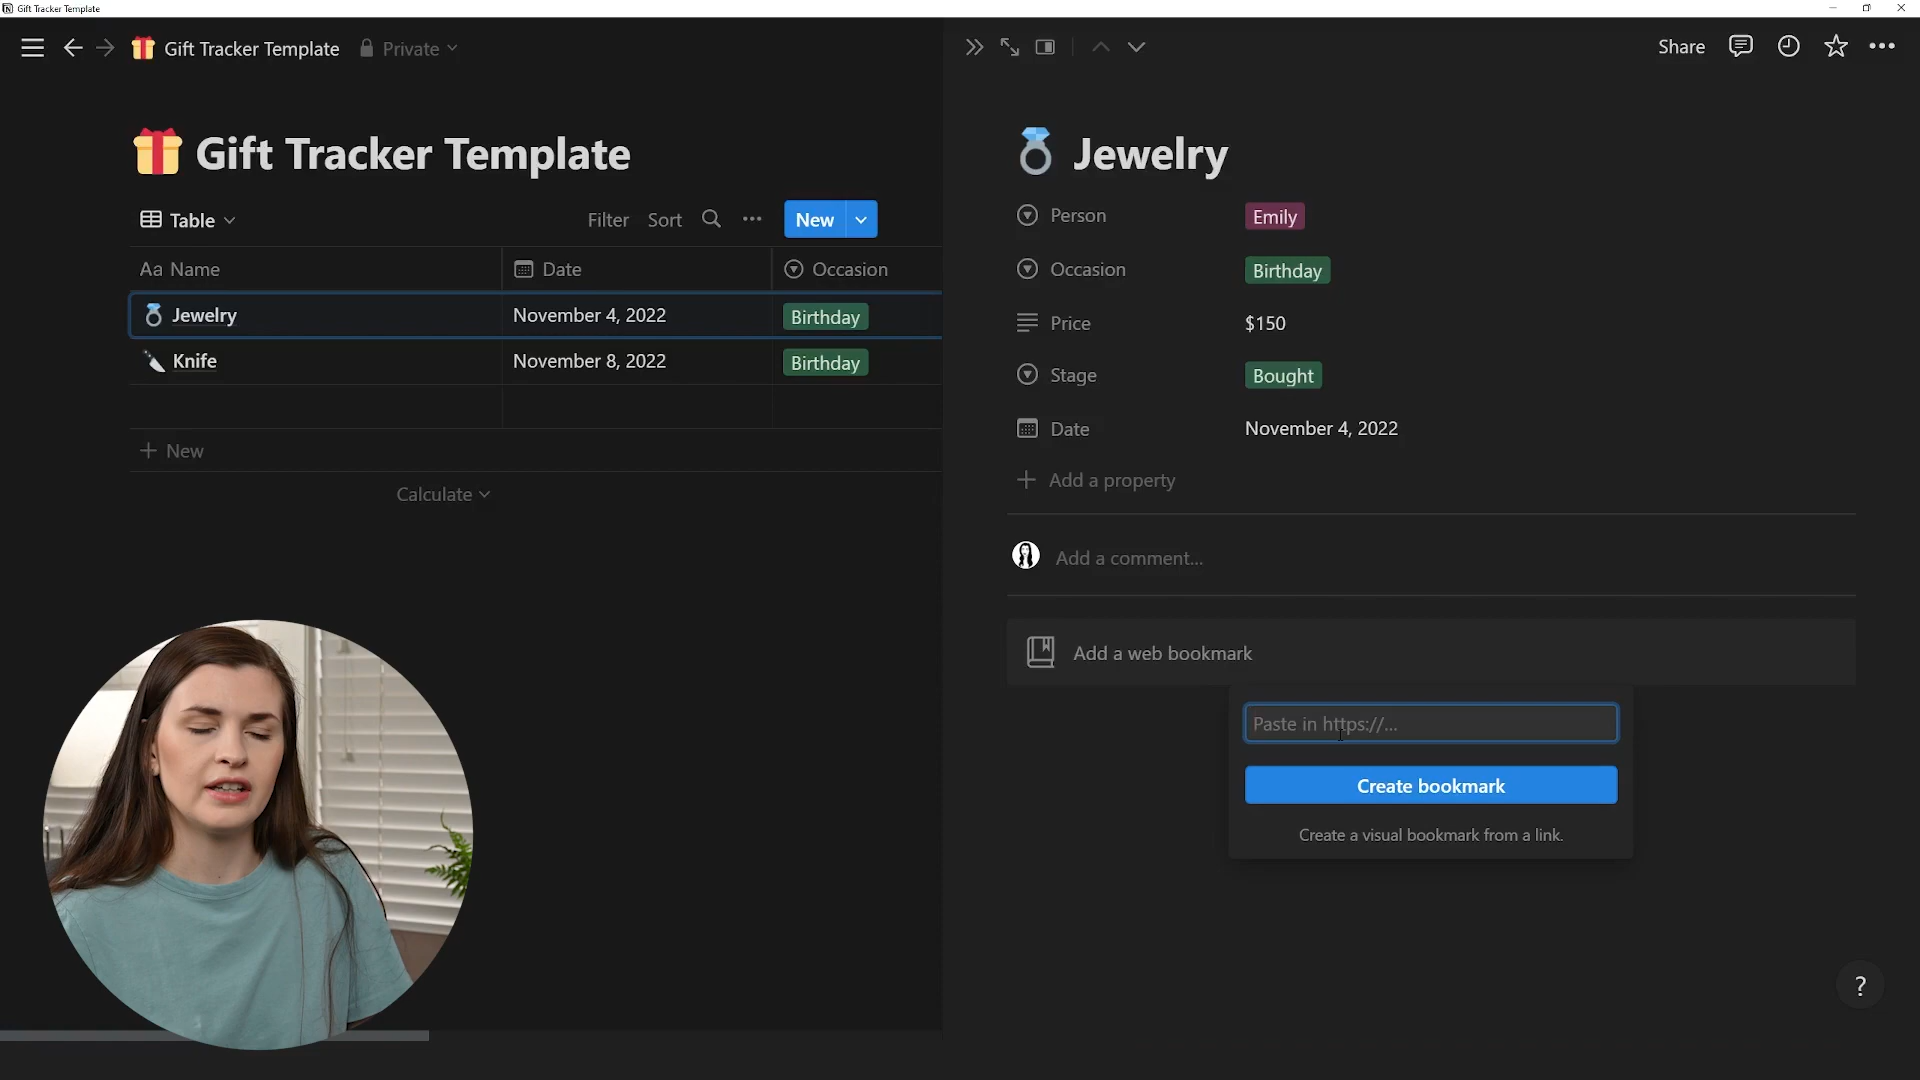 Gift Tracker Template
Gift Tracker Template Private
Share
Gift Tracker Template
Table
Filter Sort New
Aa Name Date Occasion
Jewelry November 4, 2022 Birthday
Knife November 8, 2022 Birthday
New
Calculate
Jewelry
Person Emily
Occasion Birthday
Price $150
Stage Bought
Date November 4, 2022
Add a property
Add a comment...
Add a web bookmark
Paste in https://...
Create bookmark
Create a visual bookmark from a link.
?